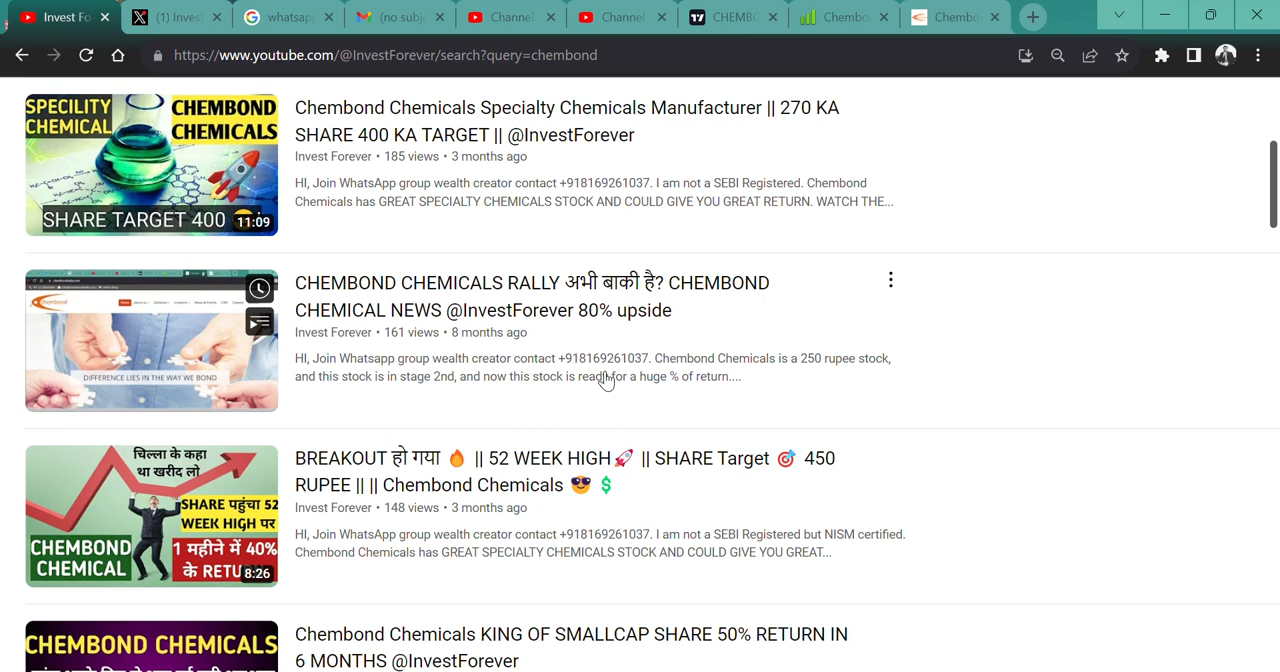 Invest Fo
(1) Invest
whatsapp
(no subje
Channel
Channel
CHEMBO
Chembon
Chembo
https://www.youtube.com/@InvestForever/search?query=chembond
SPECILITY
CHEMICAL
CHEMBOND
CHEMICALS
SHARE TARGET 400
11:09
Chembond Chemicals Specialty Chemicals Manufacturer || 270 KA
SHARE 400 KA TARGET || @InvestForever
Invest Forever • 185 views • 3 months ago
HI, Join WhatsApp group wealth creator contact +918169261037. I am not a SEBI Registered. Chembond
Chemicals has GREAT SPECIALTY CHEMICALS STOCK AND COULD GIVE YOU GREAT RETURN. WATCH THE...
DIFFERENCE LIES IN THE WAY WE BOND
CHEMBOND CHEMICALS RALLY अभी बाकी है? CHEMBOND
CHEMICAL NEWS @InvestForever 80% upside
Invest Forever • 161 views • 8 months ago
HI, Join Whatsapp group wealth creator contact +918169261037. Chembond Chemicals is a 250 rupee stock,
and this stock is in stage 2nd, and now this stock is ready for a huge % of return....
चिल्ला के कहा
था खरीद लो
SHARE पहुंचा 52
WEEK HIGH पर
CHEMBOND
CHEMICAL
1 महीने में 40%
के RETU
8:26
BREAKOUT हो गया 🔥 || 52 WEEK HIGH🚀 || SHARE Target 🎯 450
RUPEE || || Chembond Chemicals 😎 💲
Invest Forever • 148 views • 3 months ago
HI, Join WhatsApp group wealth creator contact +918169261037. I am not a SEBI Registered but NISM certified.
Chembond Chemicals has GREAT SPECIALTY CHEMICALS STOCK AND COULD GIVE YOU GREAT...
CHEMBOND CHEMICALS
Chembond Chemicals KING OF SMALLCAP SHARE 50% RETURN IN
6 MONTHS @InvestForever